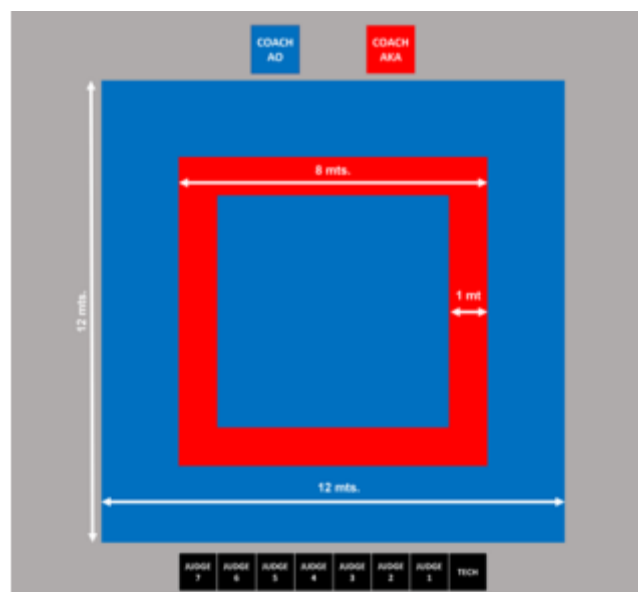 COACH
AO
COACH
AKA
8 mts.
1 mt
12 mts.
12 mts.
JUDGE
7
JUDGE
6
JUDGE
5
JUDGE
4
JUDGE
3
JUDGE
2
JUDGE
1
TECH